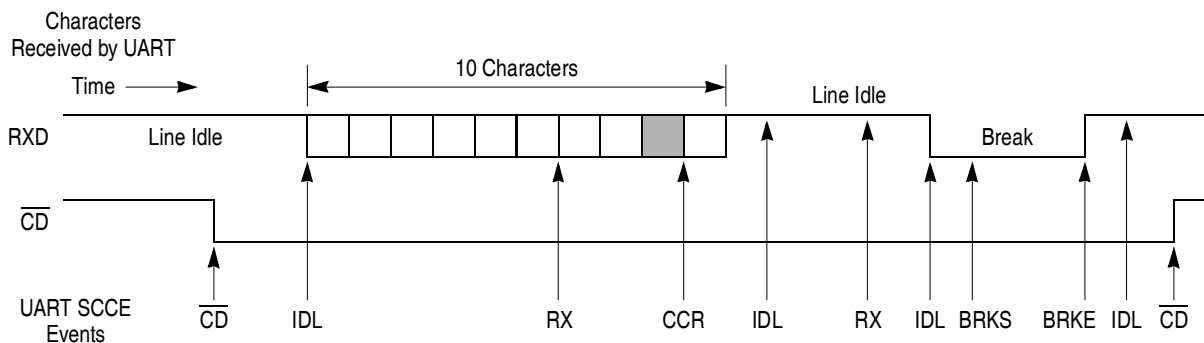 Characters
Received by UART
Time
10 Characters
Line Idle
RXD
Line Idle
Break
CD
UART SCCE
Events
CD
IDL
RX
CCR
IDL
RX
IDL
BRKS
BRKE
IDL
CD